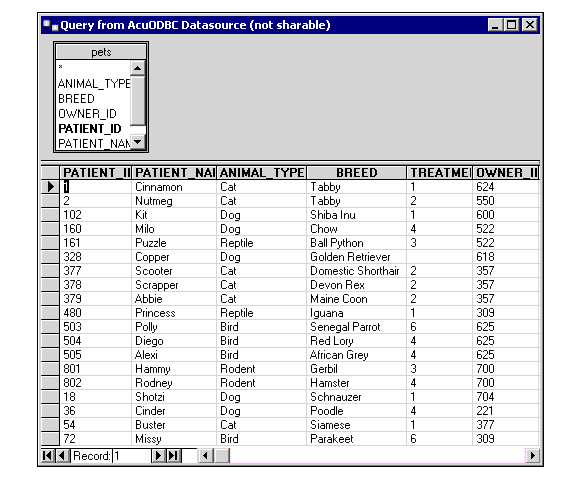 Query from AcuODBC Datasource (not sharable)
pets
*
ANIMAL_TYPE
BREED
OWNER_ID
PATIENT_ID
PATIENT_NAM
PATIENT_II PATIENT_NAI ANIMAL_TYPE BREED TREATMEI OWNER_II
1 Cinnamon Cat Tabby 1 624
2 Nutmeg Cat Tabby 2 550
102 Kit Dog Shiba Inu 1 600
160 Milo Dog Chow 4 522
161 Puzzle Reptile Ball Python 3 522
328 Copper Dog Golden Retriever 618
377 Scooter Cat Domestic Shorthair 2 357
378 Scrapper Cat Devon Rex 2 357
379 Abbie Cat Maine Coon 2 357
480 Princess Reptile Iguana 1 309
503 Polly Bird Senegal Parrot 6 625
504 Diego Bird Red Lory 4 625
505 Alexi Bird African Grey 4 625
801 Hammy Rodent Gerbil 3 700
802 Rodney Rodent Hamster 4 700
18 Shotzi Dog Schnauzer 1 704
36 Cinder Dog Poodle 4 221
54 Buster Cat Siamese 1 377
72 Missy Bird Parakeet 6 309
Record: 1